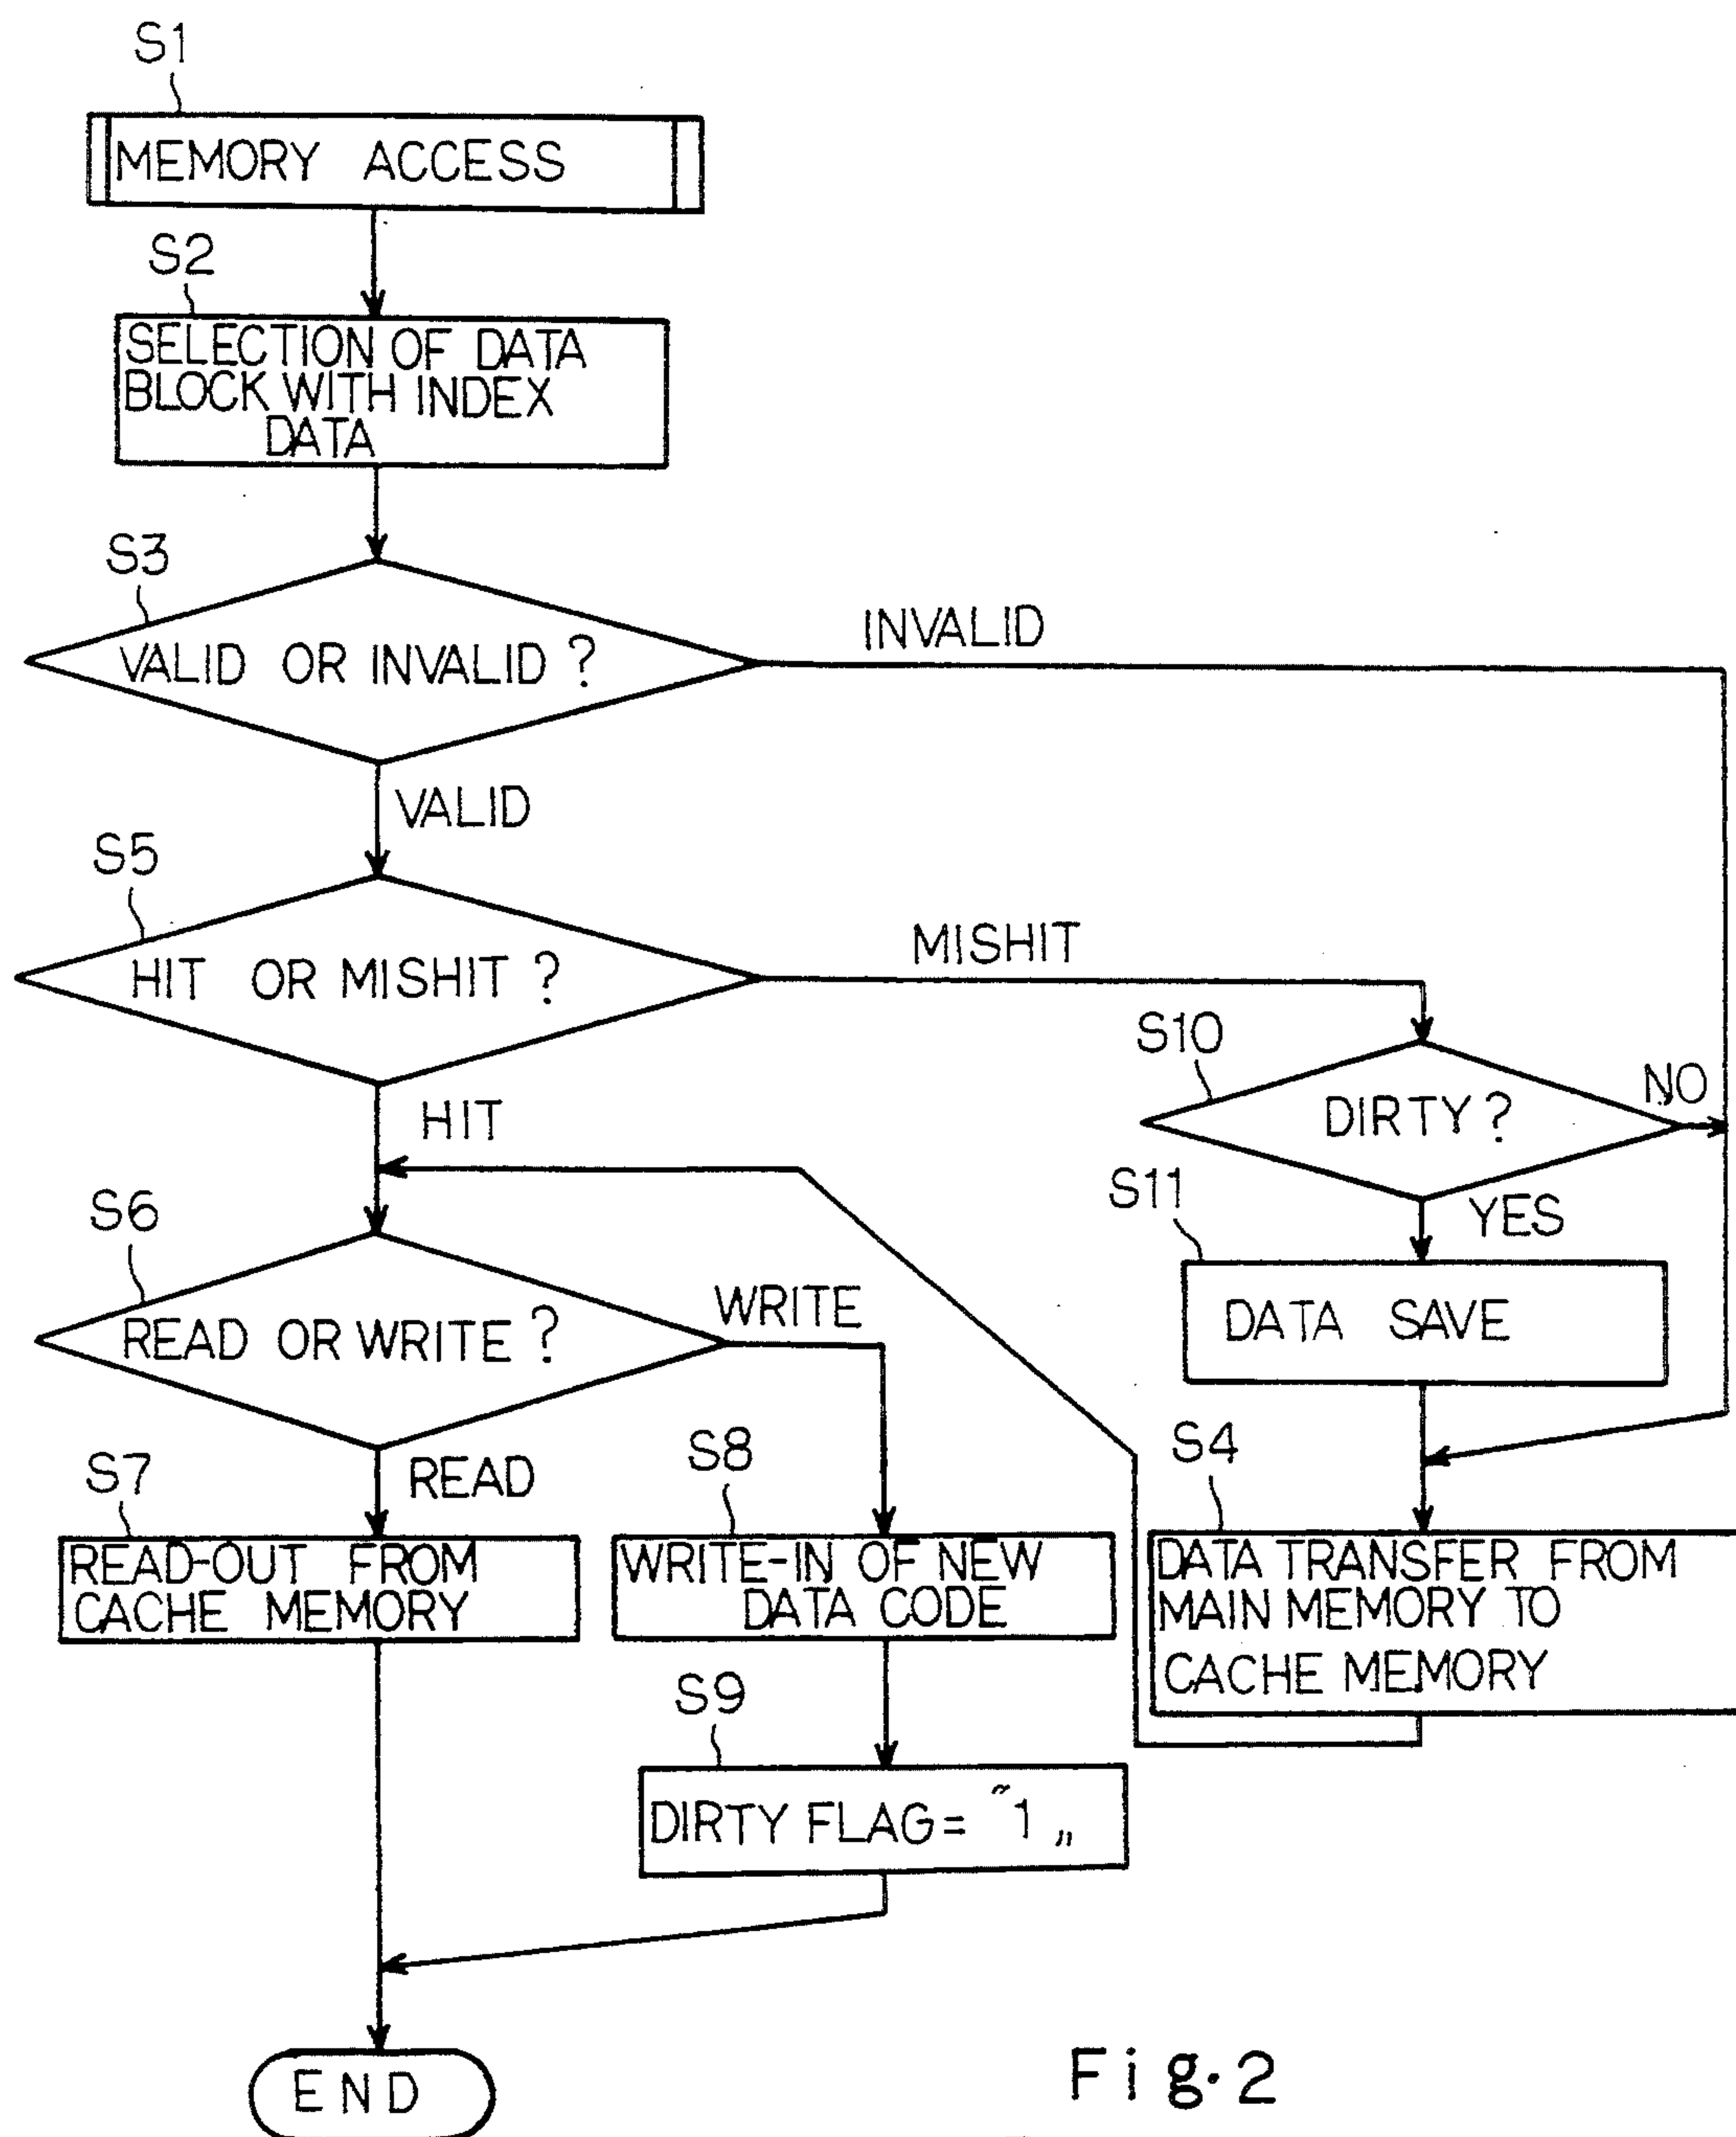 S1
MEMORY ACCESS
S2
SELECTION OF DATA
BLOCK WITH INDEX
DATA
S3
VALID OR INVALID ?
INVALID
VALID
S5
HIT OR MISHIT ?
MISHIT
HIT
S10
DIRTY ?
NO
YES
S11
DATA SAVE
S6
READ OR WRITE ?
WRITE
READ
S7
READ-OUT FROM
CACHE MEMORY
S8
WRITE-IN OF NEW
DATA CODE
S4
DATA TRANSFER FROM
MAIN MEMORY TO
CACHE MEMORY
S9
DIRTY FLAG = "1„
END
Fig. 2